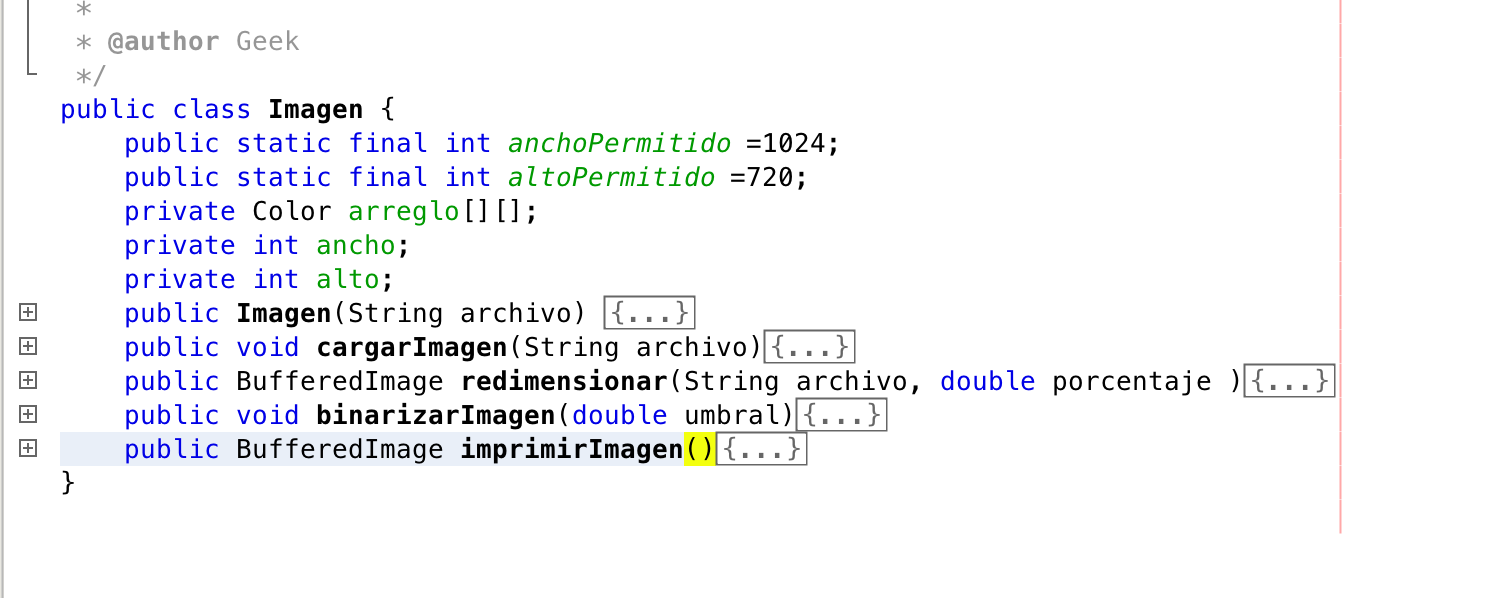 *
* @author Geek
*/
public class Imagen {
public static final int anchoPermitido =1024;
public static final int altoPermitido =720;
private Color arreglo[][];
private int ancho;
private int alto;
public Imagen(String archivo) {...}
public void cargarImagen(String archivo){...}
public BufferedImage redimensionar(String archivo, double porcentaje ){...}
public void binarizarImagen(double umbral){...}
public BufferedImage imprimirImagen(){...}
}